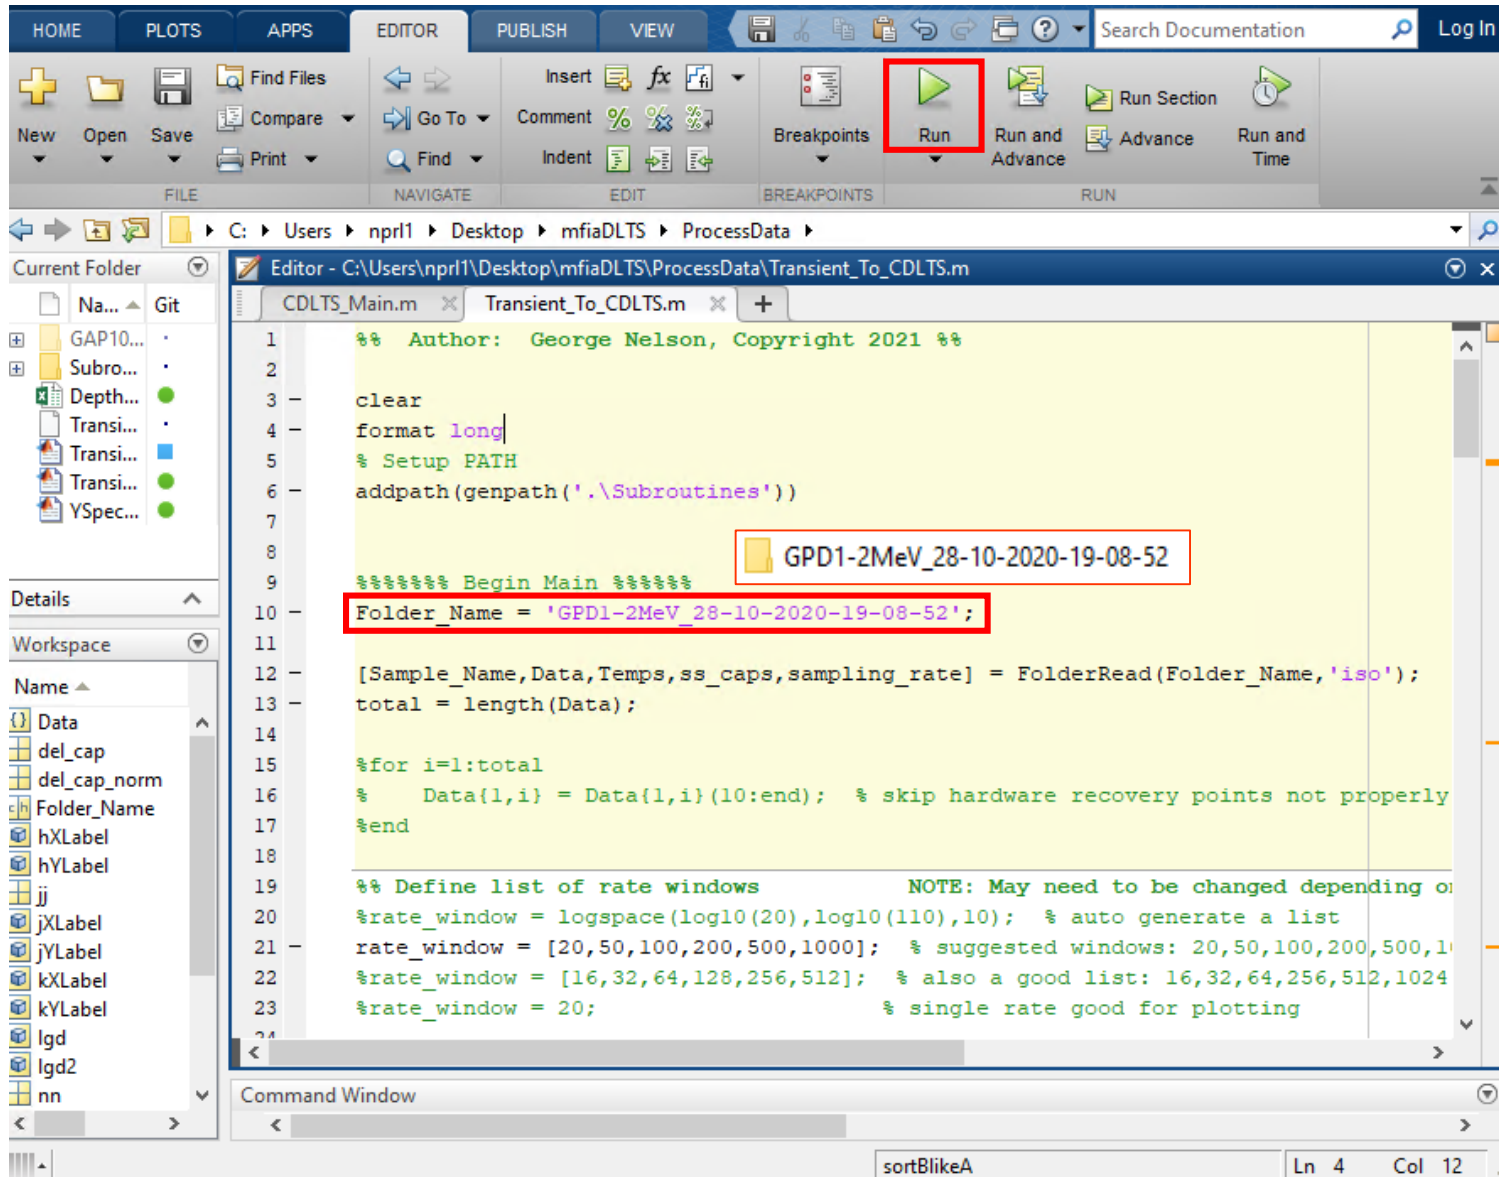 HOME PLOTS APPS EDITOR PUBLISH VIEW Search Documentation Log In
New Open Save Find Files Compare Print
Go To Find
Insert fx Comment Indent
Breakpoints Run Run and Advance Run Section Advance Run and Time
FILE NAVIGATE EDIT BREAKPOINTS RUN
C: Users nprl1 Desktop mfiaDLTS ProcessData
Current Folder
Na... Git
GAP10...
Subro...
Depth...
Transi...
Transi...
Transi...
YSpec...
Details
Workspace
Name
Data
del_cap
del_cap_norm
Folder_Name
hXLabel
hYLabel
jj
jXLabel
jYLabel
kXLabel
kYLabel
lgd
lgd2
nn
Editor - C:\Users\nprl1\Desktop\mfiaDLTS\ProcessData\Transient_To_CDLTS.m
CDLTS_Main.m Transient_To_CDLTS.m +
1 %% Author: George Nelson, Copyright 2021 %%
2
3 clear
4 format long
5 % Setup PATH
6 addpath(genpath('.\Subroutines'))
7
8
GPD1-2MeV_28-10-2020-19-08-52
9 %%%%%%% Begin Main %%%%%%
10 Folder_Name = 'GPD1-2MeV_28-10-2020-19-08-52';
11
12 [Sample_Name,Data,Temps,ss_caps,sampling_rate] = FolderRead(Folder_Name,'iso');
13 total = length(Data);
14
15 %for i=1:total
16 % Data{1,i} = Data{1,i}(10:end); % skip hardware recovery points not properly
17 %end
18
19 %% Define list of rate windows NOTE: May need to be changed depending
20 %rate_window = logspace(log10(20),log10(110),10); % auto generate a list
21 rate_window = [20,50,100,200,500,1000]; % suggested windows: 20,50,100,200,500,
22 %rate_window = [16,32,64,128,256,512]; % also a good list: 16,32,64,256,512,1024
23 %rate_window = 20; % single rate good for plotting
24
Command Window
sortBlikeA Ln 4 Col 12